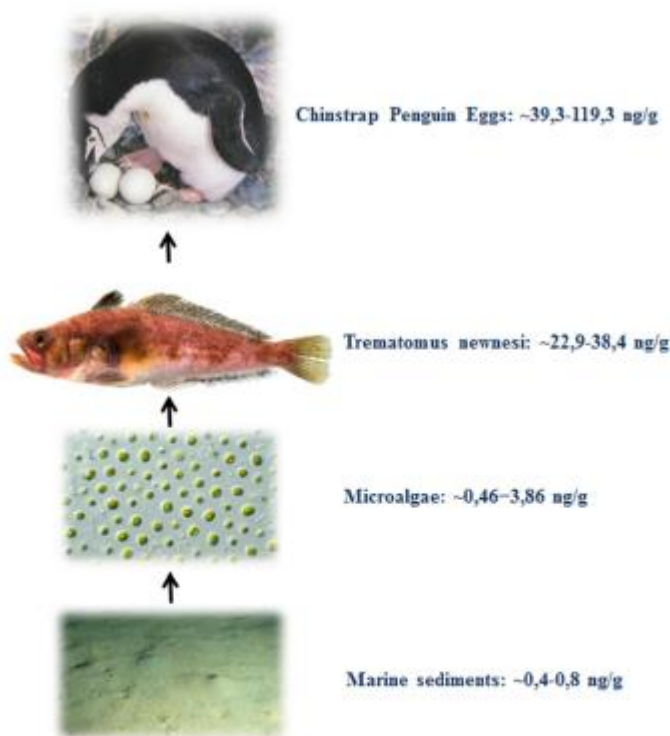 Chinstrap Penguin Eggs: ~39,3-119,3 ng/g
Trematomus newnesi: ~22,9-38,4 ng/g
Microalgae: ~0,46−3,86 ng/g
Marine sediments: ~0,4-0,8 ng/g